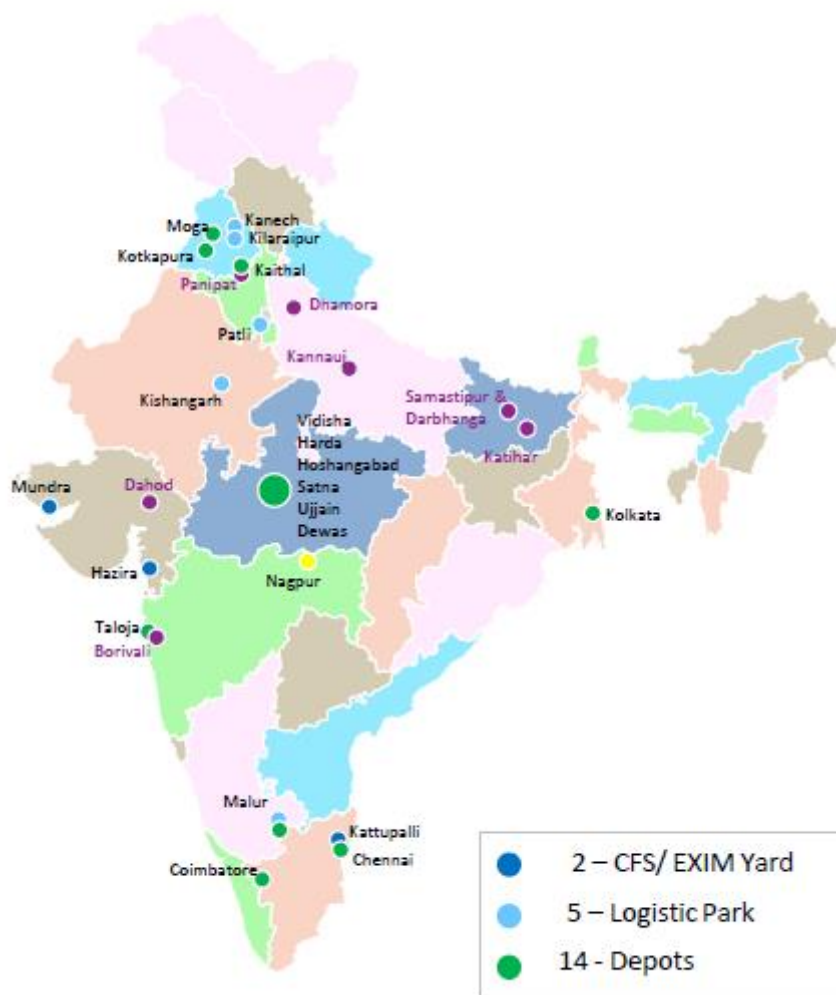 Kanech
Moga
Kilaraipur
Kotkapura
Kaithal
Panipat
Dhamora
Patli
Kannauj
Kishangarh
Samastipur &
Darbhanga
Katihar
Vidisha
Harda
Hoshangabad
Satna
Ujjain
Dewas
Mundra
Dahod
Kolkata
Hazira
Nagpur
Taloja
Borivali
Malur
Kattupalli
Chennai
Coimbatore
2 – CFS/ EXIM Yard
5 – Logistic Park
14 - Depots